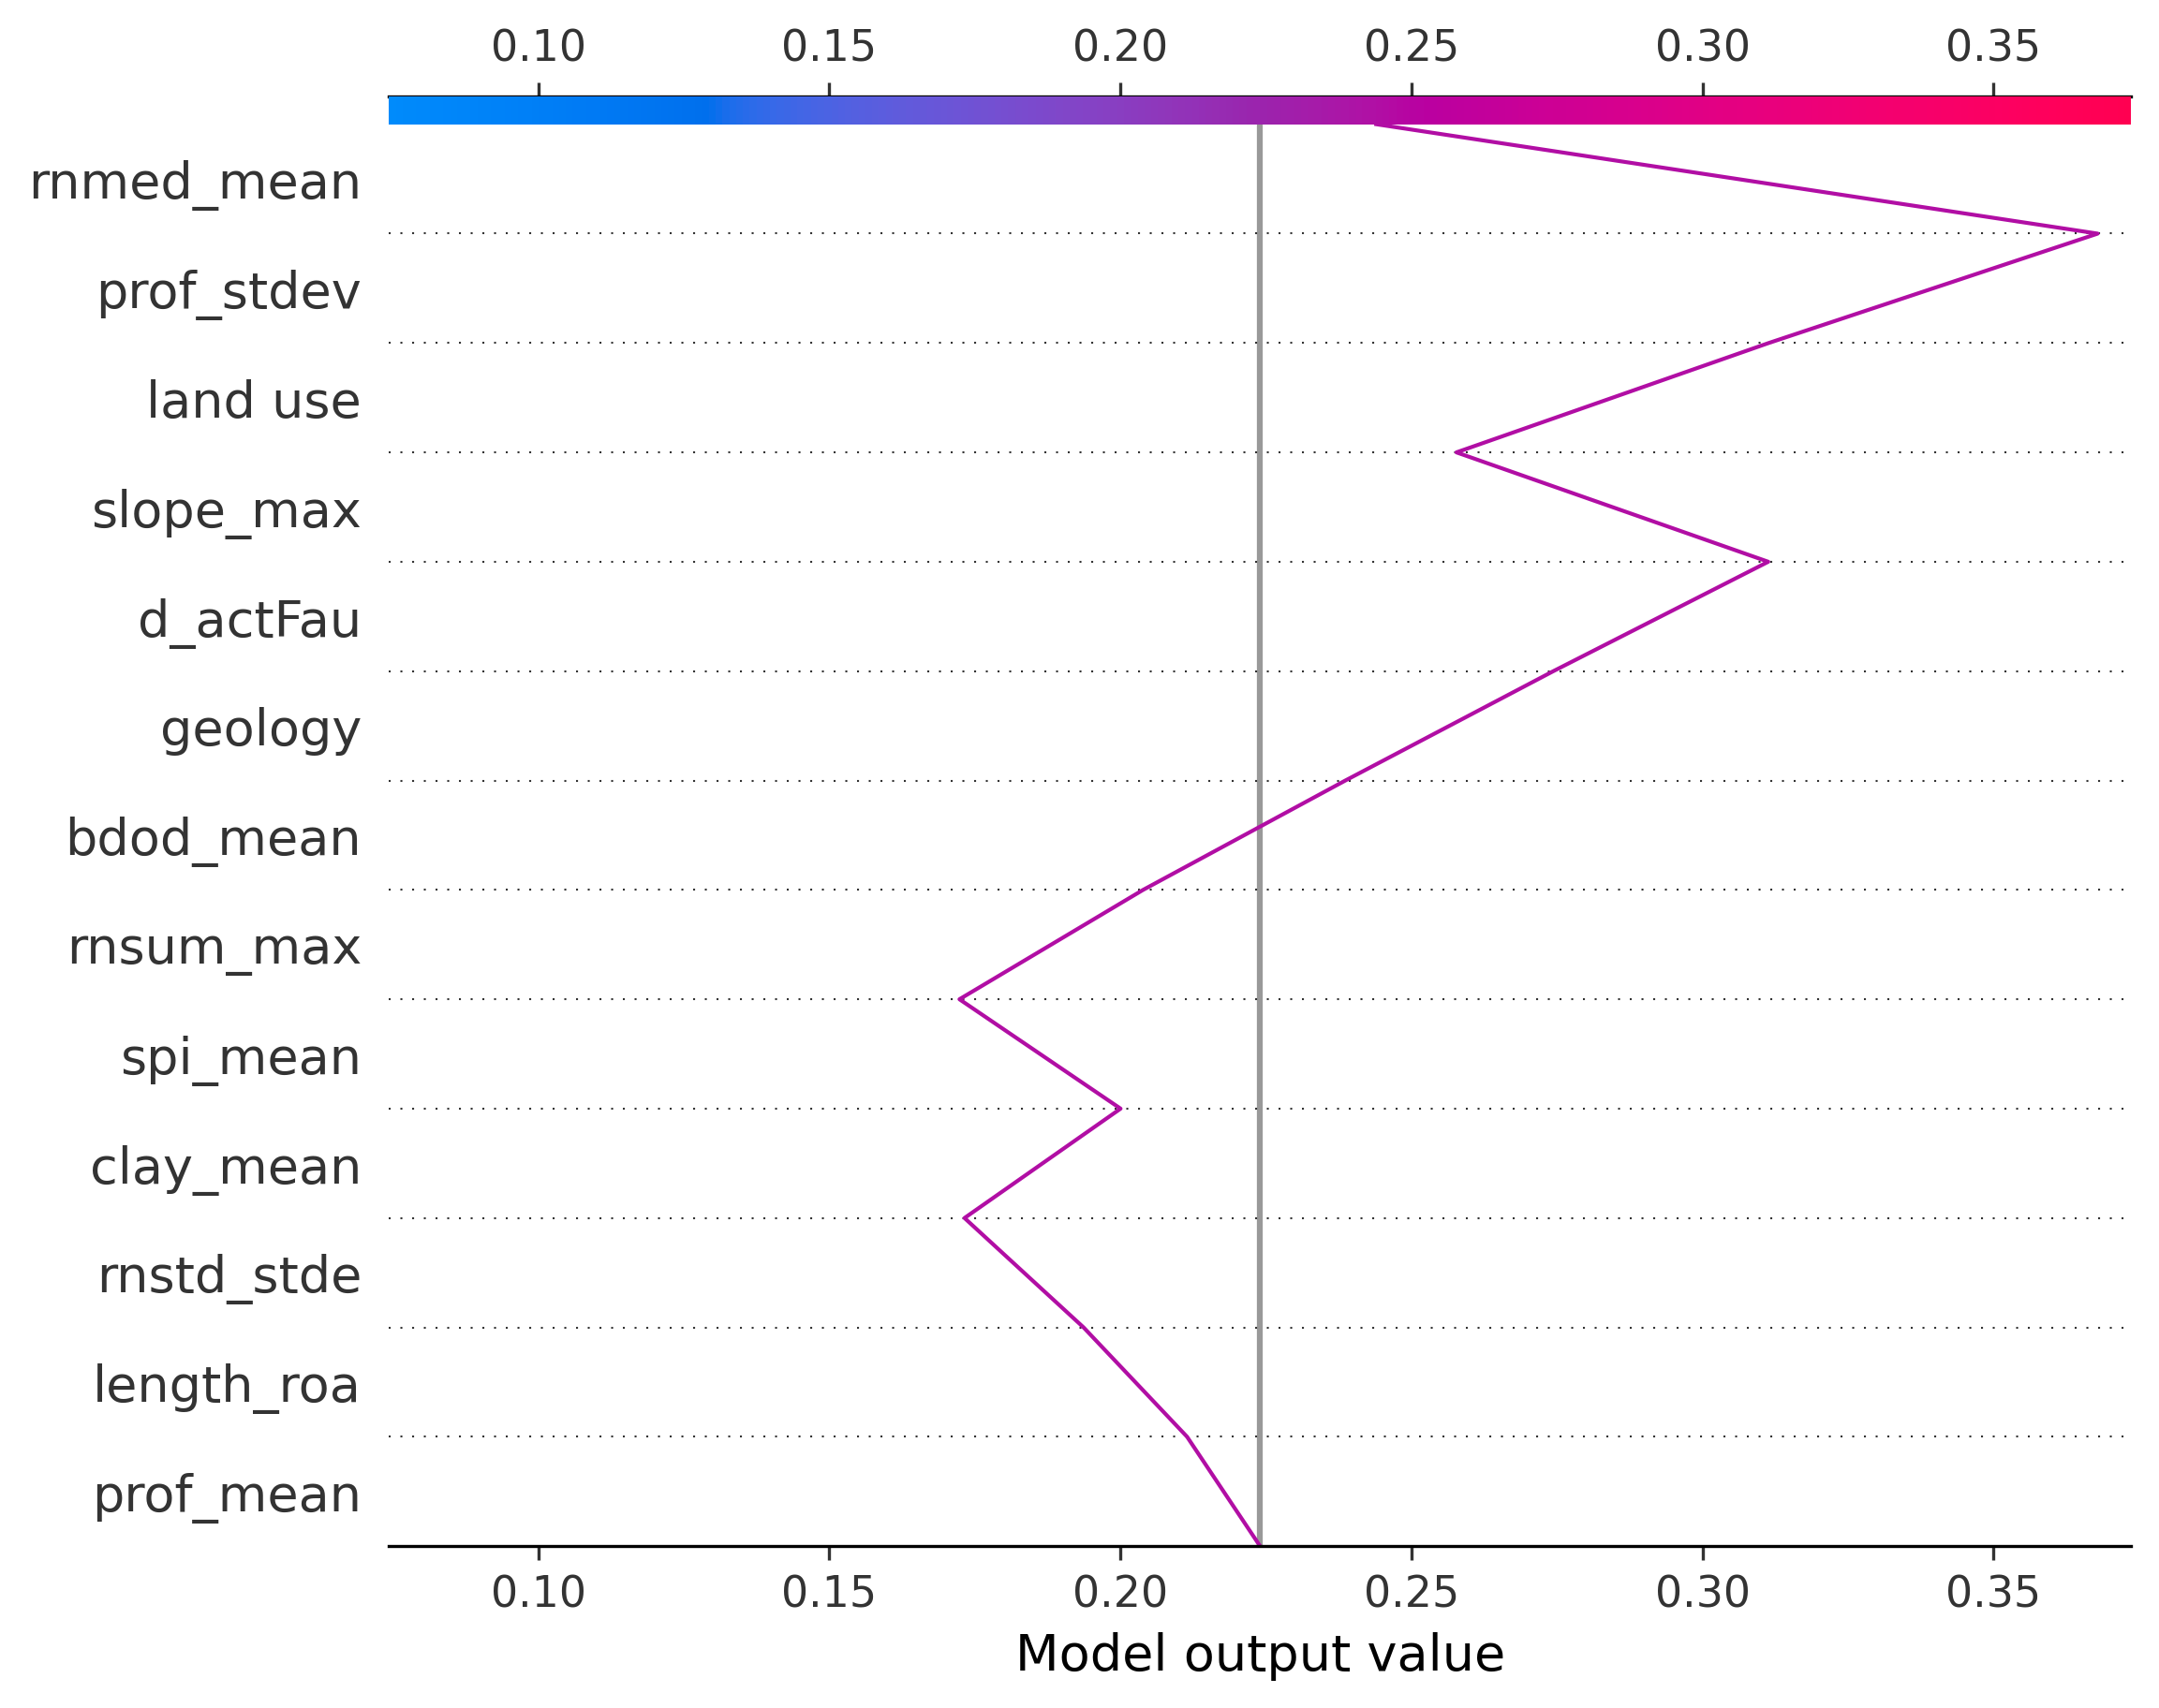 0.10 0.15 0.20 0.25 0.30 0.35
rnmed_mean
prof_stdev
land use
slope_max
d_actFau
geology
bdod_mean
rnsum_max
spi_mean
clay_mean
rnstd_stde
length_roa
prof_mean
0.10 0.15 0.20 0.25 0.30 0.35
Model output value